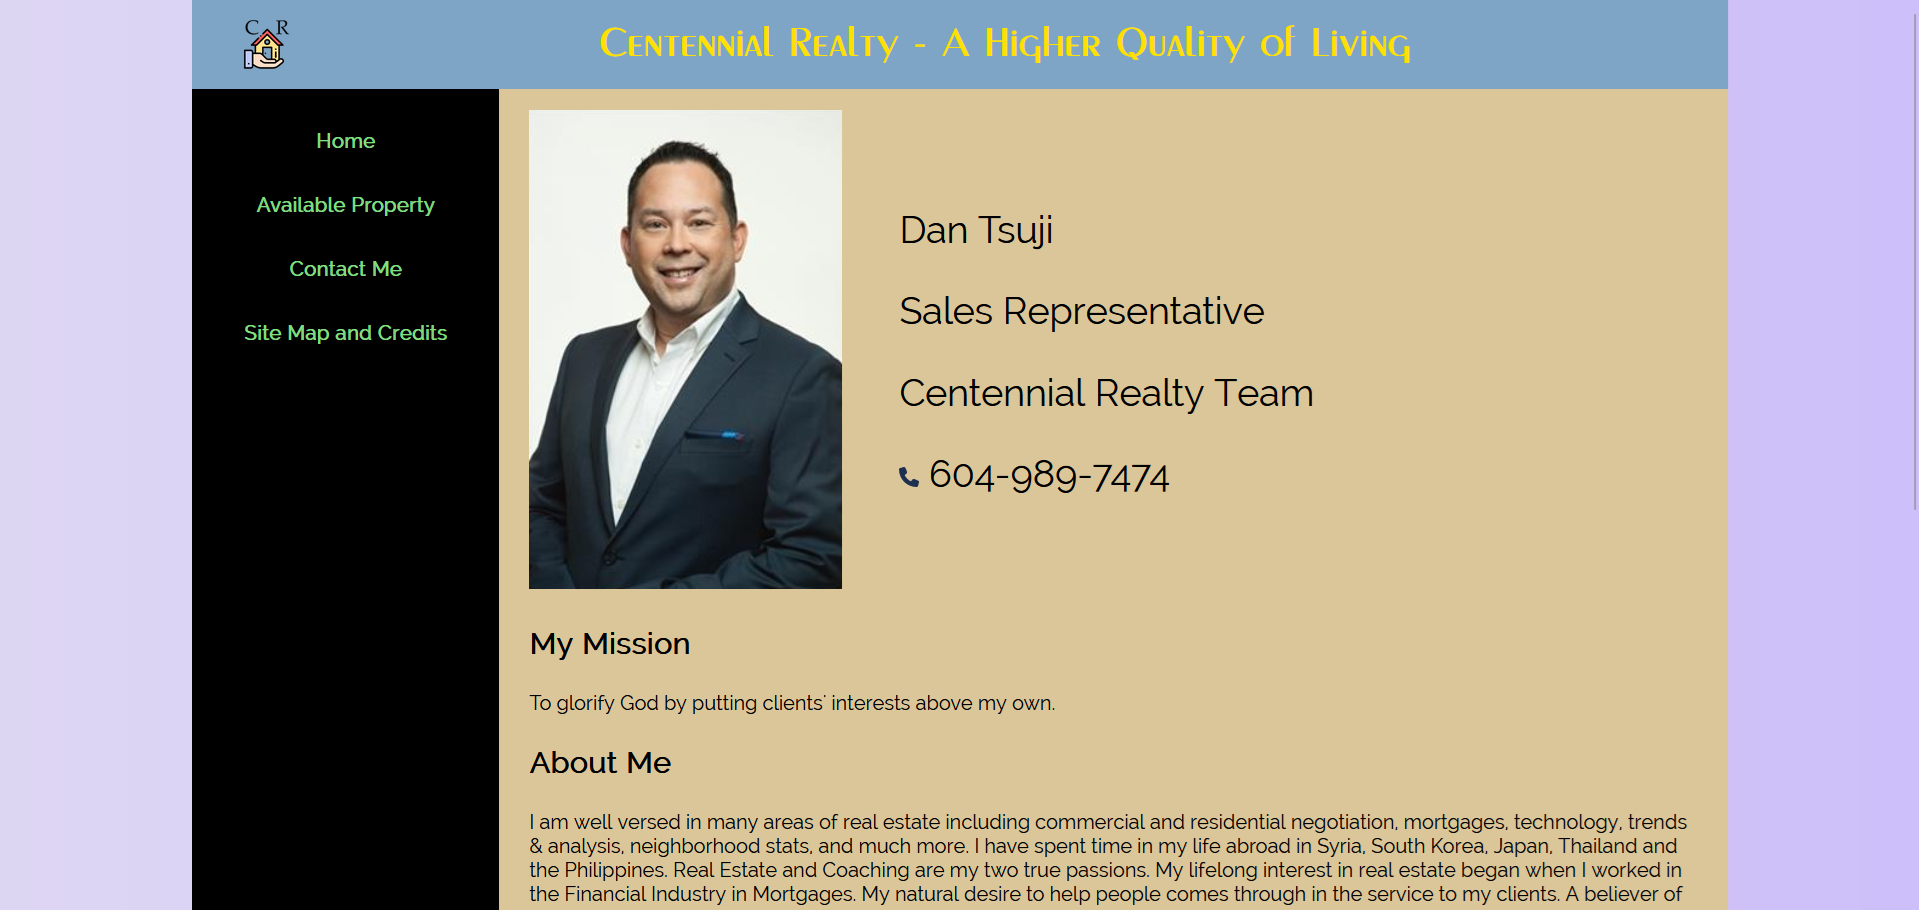 C R
Centennial Realty - A Higher Quality of Living
Home
Available Property
Contact Me
Site Map and Credits
Dan Tsuji
Sales Representative
Centennial Realty Team
604-989-7474
My Mission
To glorify God by putting clients' interests above my own.
About Me
I am well versed in many areas of real estate including commercial and residential negotiation, mortgages, technology, trends
& analysis, neighborhood stats, and much more. I have spent time in my life abroad in Syria, South Korea, Japan, Thailand and
the Philippines. Real Estate and Coaching are my two true passions. My lifelong interest in real estate began when I worked in
the Financial Industry in Mortgages. My natural desire to help people comes through in the service to my clients. A believer of